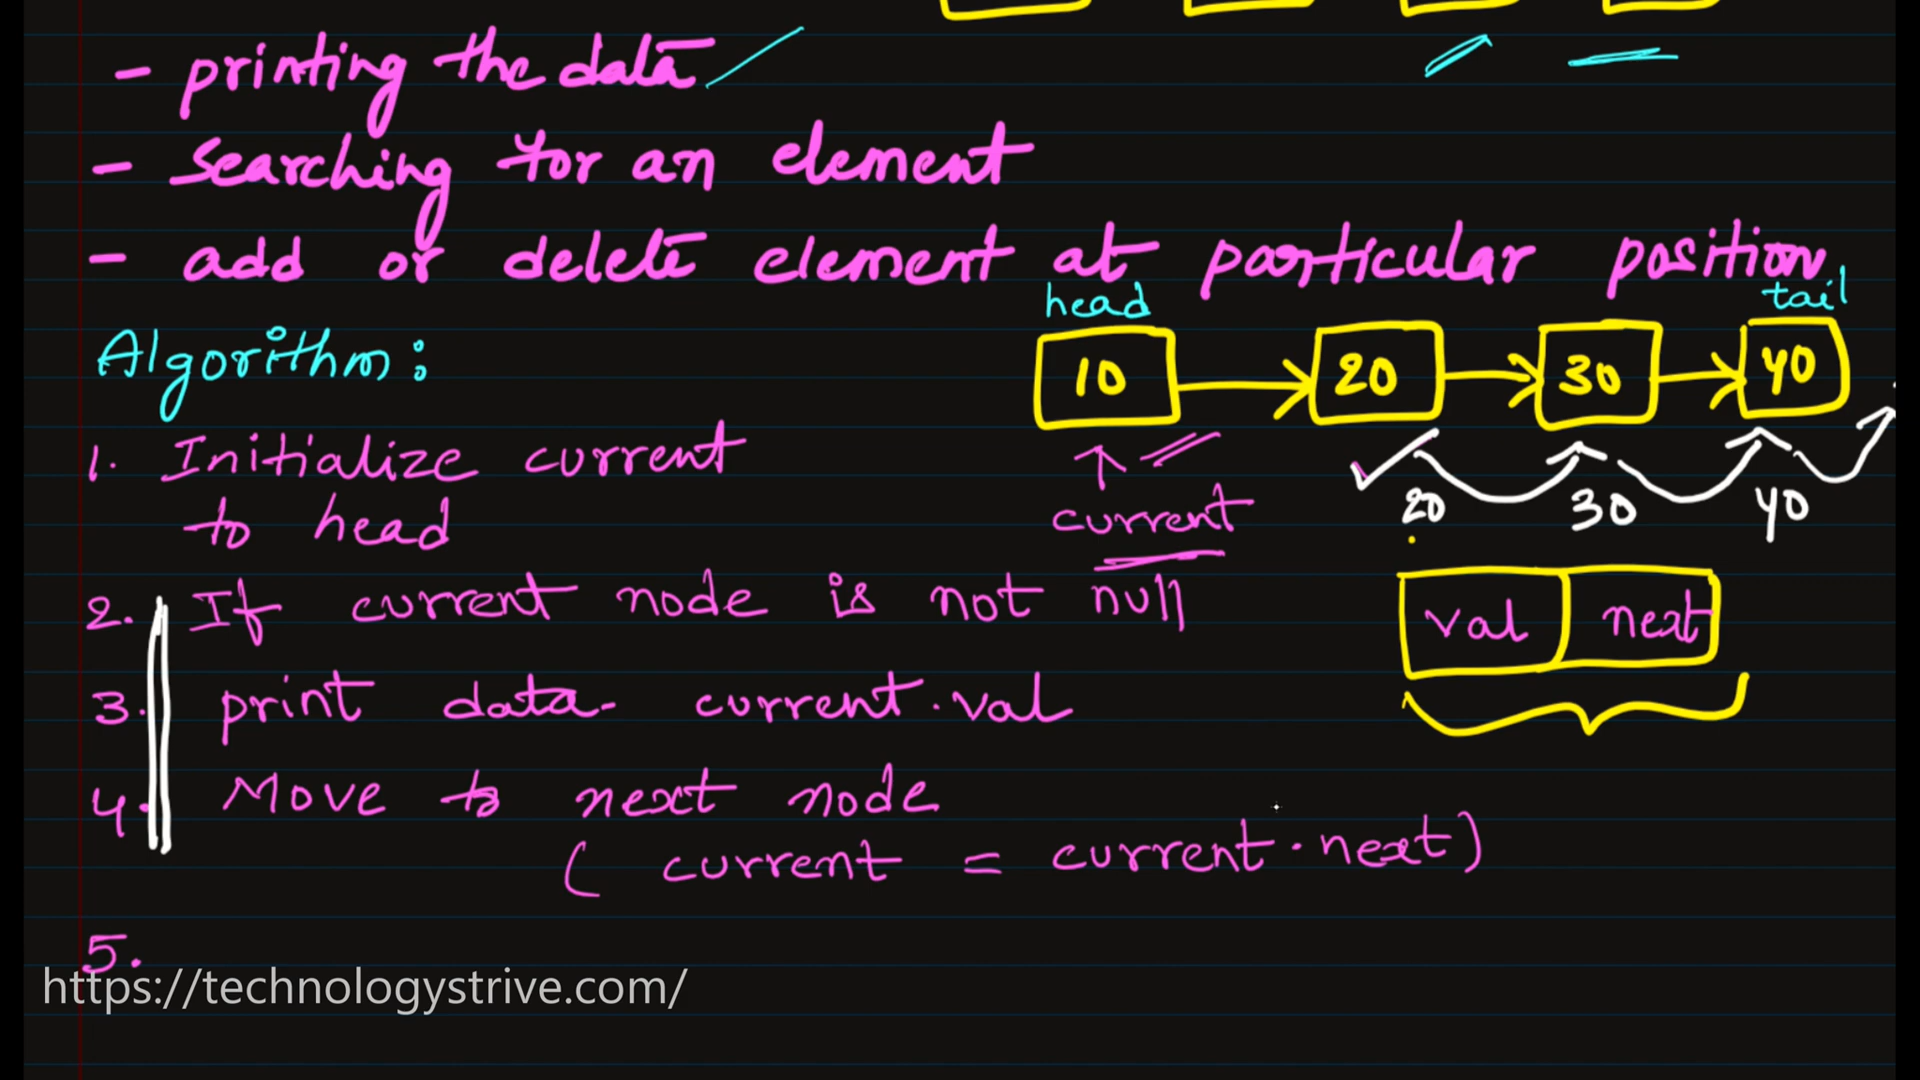 - printing the data
- Searching for an element
- add or delete element at particular position
head
tail
Algorithm:
10
20
30
40
1. Initialize current
to head
current
20
30
40
2. If current node is not null
val
next
3. print data - current.val
4. Move to next node
( current = current.next)
5.
https://technologystrive.com/